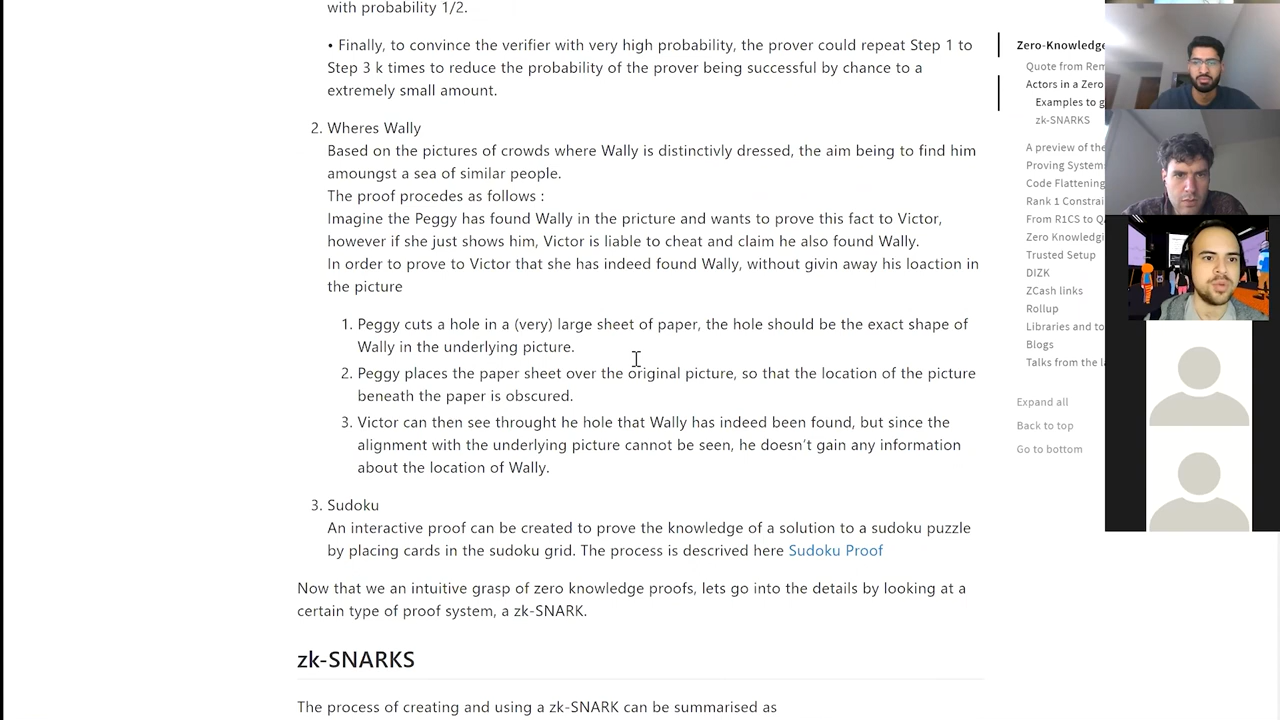 with probability 1/2.
• Finally, to convince the verifier with very high probability, the prover could repeat Step 1 to
Step 3 k times to reduce the probability of the prover being successful by chance to a
extremely small amount.
2. Wheres Wally
Based on the pictures of crowds where Wally is distinctivly dressed, the aim being to find him
amoungst a sea of similar people.
The proof procedes as follows :
Imagine the Peggy has found Wally in the pricture and wants to prove this fact to Victor,
however if she just shows him, Victor is liable to cheat and claim he also found Wally.
In order to prove to Victor that she has indeed found Wally, without givin away his loaction in
the picture
1. Peggy cuts a hole in a (very) large sheet of paper, the hole should be the exact shape of
Wally in the underlying picture.
2. Peggy places the paper sheet over the original picture, so that the location of the picture
beneath the paper is obscured.
3. Victor can then see throught he hole that Wally has indeed been found, but since the
alignment with the underlying picture cannot be seen, he doesn't gain any information
about the location of Wally.
3. Sudoku
An interactive proof can be created to prove the knowledge of a solution to a sudoku puzzle
by placing cards in the sudoku grid. The process is descrived here Sudoku Proof
Now that we an intuitive grasp of zero knowledge proofs, lets go into the details by looking at a
certain type of proof system, a zk-SNARK.
zk-SNARKS
The process of creating and using a zk-SNARK can be summarised as
Zero-Knowledge
Quote from Rem
Actors in a Zero
Examples to g
zk-SNARKS
A preview of the
Proving System
Code Flattening
Rank 1 Constrai
From R1CS to Q
Zero Knowledg
Trusted Setup
DIZK
ZCash links
Rollup
Libraries and to
Blogs
Talks from the l
Expand all
Back to top
Go to bottom